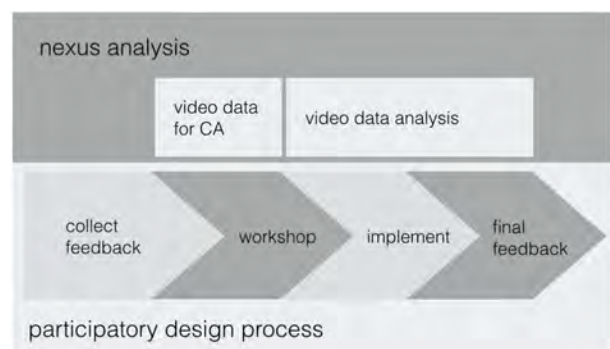 nexus analysis
video data
for CA
video data analysis
collect
feedback
workshop
implement
final
feedback
participatory design process